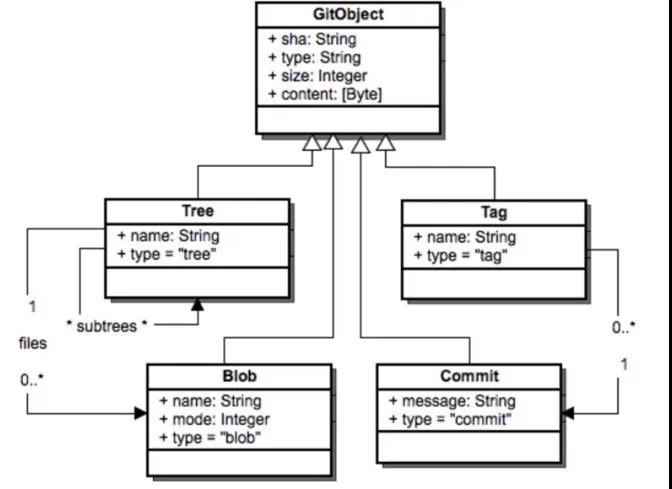 GitObject
+ sha: String
+ type: String
+ size: Integer
+ content: [Byte]
Tree
+ name: String
+ type = "tree"
Tag
+ name: String
+ type = "tag"
1
* subtrees *
files
0..*
0..*
1
Blob
+ name: String
+ mode: Integer
+ type = "blob"
Commit
+ message: String
+ type = "commit"